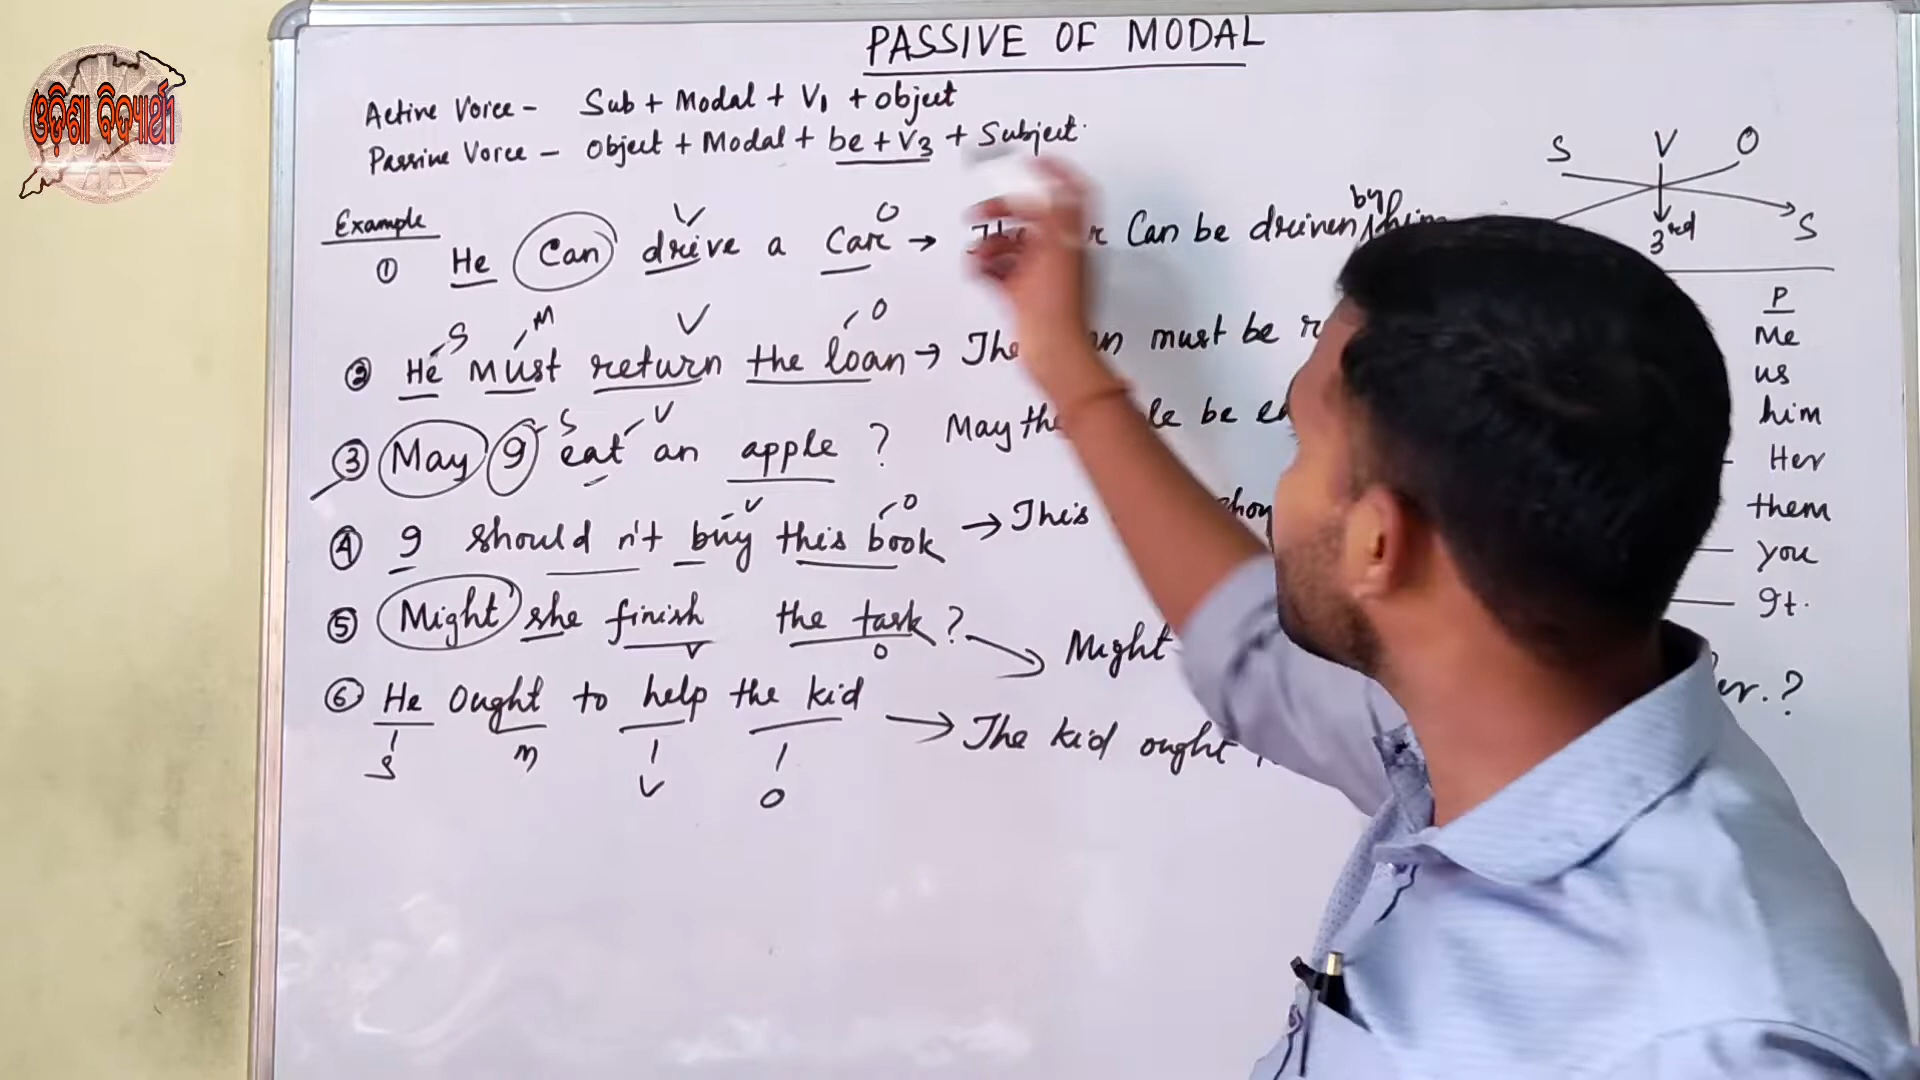 ଓଡ଼ିଶା ବିଦ୍ୟାର୍ଥୀ
PASSIVE OF MODAL
Active Voice - Sub + Modal + V1 + object
Passive Voice - Object + Modal + be + V3 + Subject.
S V O
3rd S
Example
V O
① He Can drive a Car → Can be driven by him
S M V O
② He must return the loan → The must be
S V
③ May I eat an apple ? May the be
V O
④ I should n't buy this book → This
⑤ Might she finish the task ? → Might ?
V O
⑥ He Ought to help the kid → The kid ought
S M V O
P
Me
us
him
Her
them
you
It.